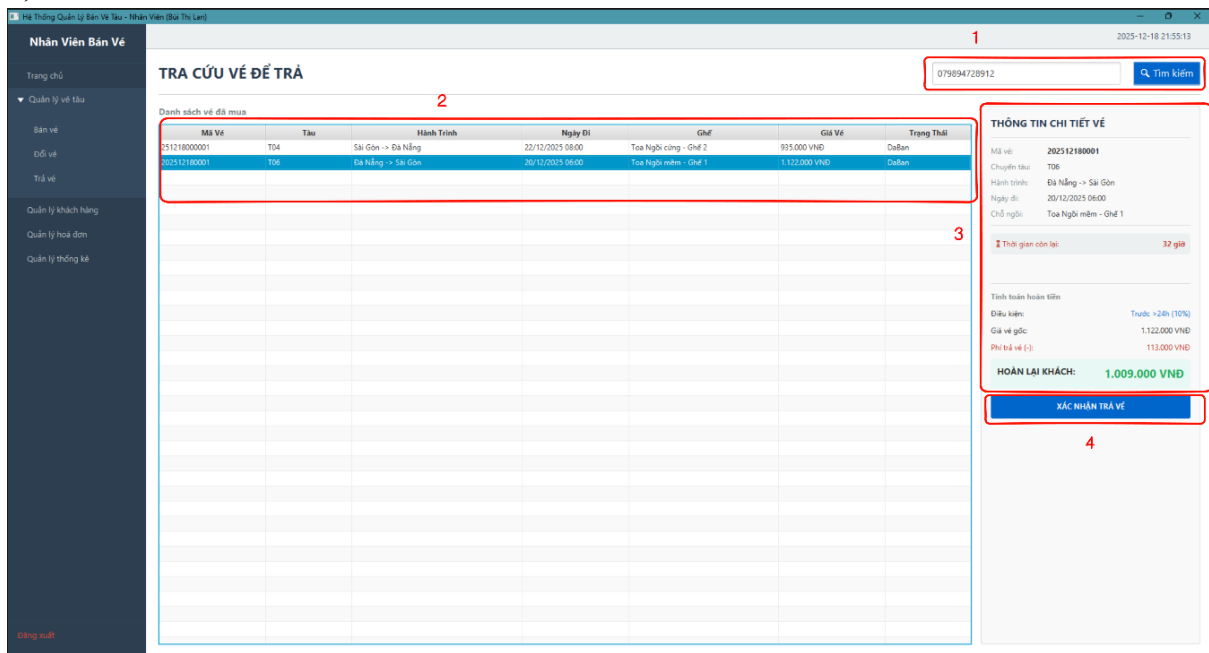 Hệ Thống Quản Lý Bán Vé Tàu - Nhân Viên (Bùi Thị Lan)
Nhân Viên Bán Vé
2025-12-18 21:55:13
1
Trang chủ
TRA CỨU VÉ ĐỂ TRẢ
079894728912
Tìm kiếm
Quản lý vé tàu
Bán vé
Đổi vé
Trả vé
Quản lý khách hàng
Quản lý hoá đơn
Quản lý thống kê
Đăng xuất
2
Danh sách vé đã mua
Mã Vé Tàu Hành Trình Ngày Đi Ghế Giá Vé Trạng Thái
251218000001 T04 Sài Gòn -> Đà Nẵng 22/12/2025 08:00 Toa Ngồi cứng - Ghế 2 935.000 VNĐ DaBan
202512180001 T06 Đà Nẵng -> Sài Gòn 20/12/2025 06:00 Toa Ngồi mềm - Ghế 1 1.122.000 VNĐ DaBan
3
THÔNG TIN CHI TIẾT VÉ
Mã vé: 202512180001
Chuyến tàu: T06
Hành trình: Đà Nẵng -> Sài Gòn
Ngày đi: 20/12/2025 06:00
Chỗ ngồi: Toa Ngồi mềm - Ghế 1
Thời gian còn lại: 32 giờ
Tính toán hoàn tiền
Điều kiện: Trước >24h (10%)
Giá vé gốc: 1.122.000 VNĐ
Phí trả vé (-): 113.000 VNĐ
HOÀN LẠI KHÁCH: 1.009.000 VNĐ
XÁC NHẬN TRẢ VÉ
4